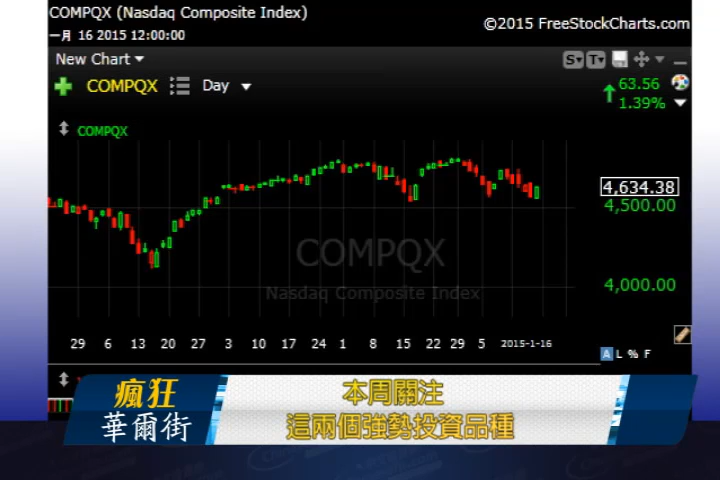 COMPQX (Nasdaq Composite Index)
©2015 FreeStockCharts.com
一月 16 2015 12:00:00
New Chart
S T
COMPQX Day
63.56
1.39%
COMPQX
4,634.38
4,500.00
COMPQX
Nasdaq Composite Index
4,000.00
29 6 13 20 27 3 10 17 24 1 8 15 22 29 5 2015-1-16
A L % F
瘋狂
華爾街
本周關注
這兩個強勢投資品種